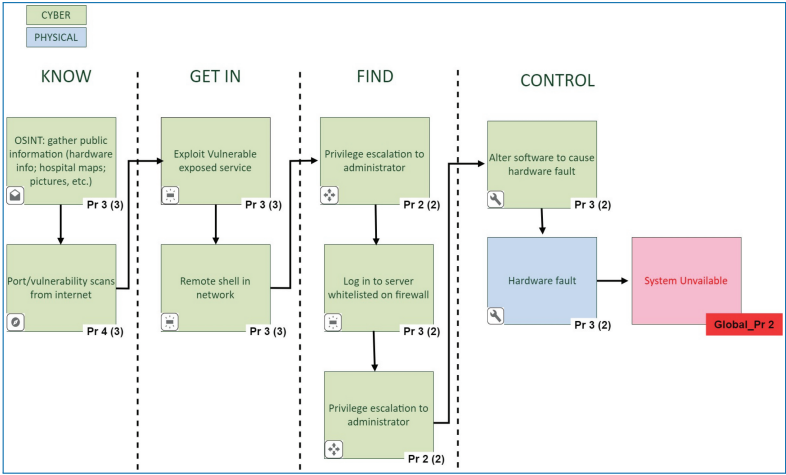 CYBER
PHYSICAL
KNOW
GET IN
FIND
CONTROL
OSINT: gather public
information (hardware
info; hospital maps;
pictures, etc.)
Pr 3 (3)
Port/vulnerability scans
from internet
Pr 4 (3)
Exploit Vulnerable
exposed service
Pr 3 (3)
Remote shell in
network
Pr 3 (3)
Privilege escalation to
administrator
Pr 2 (2)
Log in to server
whitelisted on firewall
Pr 3 (2)
Privilege escalation to
administrator
Pr 2 (2)
Alter software to cause
hardware fault
Pr 3 (2)
Hardware fault
Pr 3 (2)
System Unvailable
Global_Pr 2